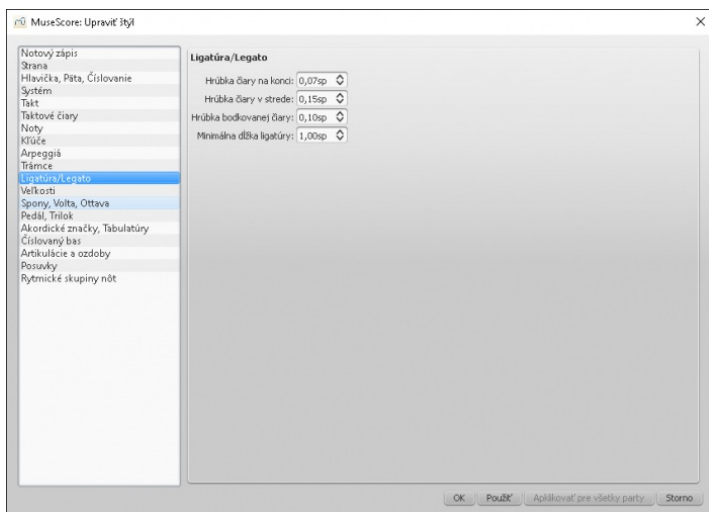 MuseScore: Upraviť štýl
Notový zápis
Strana
Hlavička, Päta, Číslovanie
Systém
Takt
Taktové čiary
Noty
Kľúče
Arpeggiá
Trámce
Ligatúra/Legato
Veľkosti
Spony, Volta, Ottava
Pedál, Trilok
Akordické značky, Tabulatúry
Číslovaný bas
Artikulácie a ozdoby
Posuvky
Rytmické skupiny nôt
Ligatúra/Legato
Hrúbka čiary na konci: 0,07sp
Hrúbka čiary v strede: 0,15sp
Hrúbka bodkovanej čiary: 0,10sp
Minimálna dĺžka ligatúry: 1,00sp
OK Použiť Aplikovať pre všetky party Storno